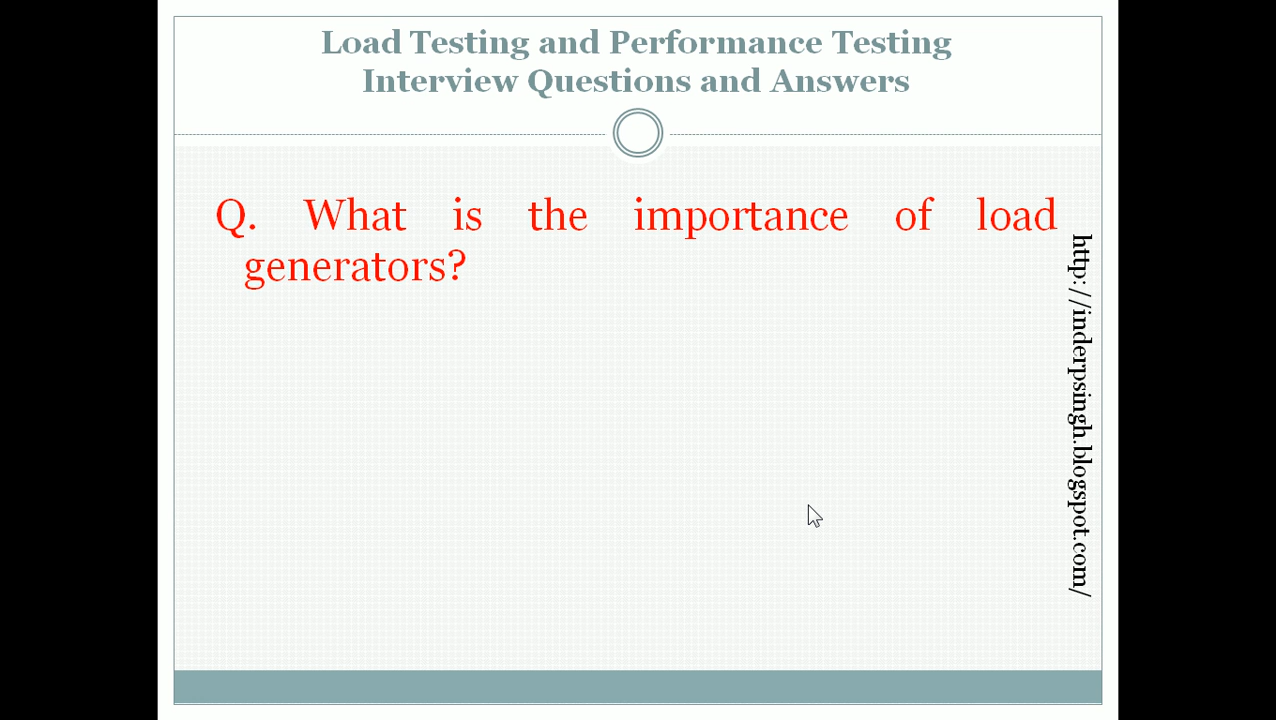 Load Testing and Performance Testing
Interview Questions and Answers
Q. What is the importance of load
generators?
http://inderpsingh.blogspot.com/